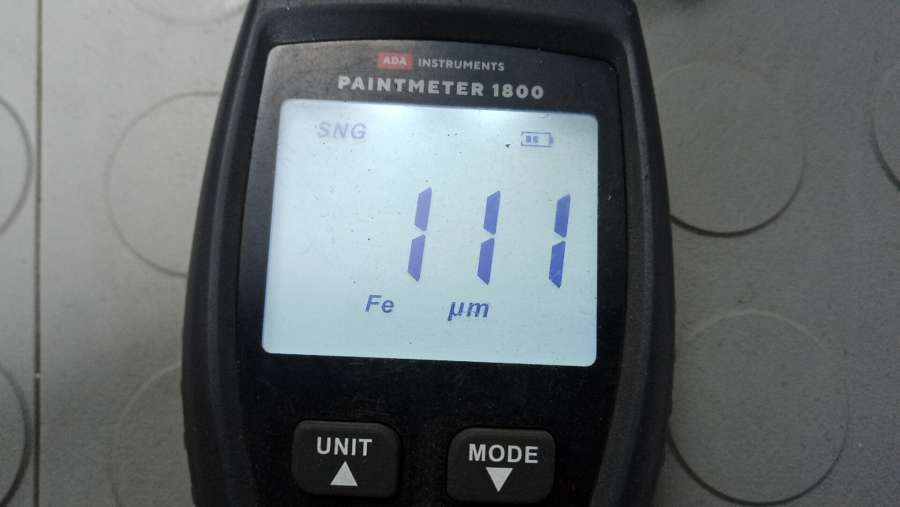 ADA INSTRUMENTS
PAINTMETER 1800
SNG
111
Fe µm
UNIT MODE